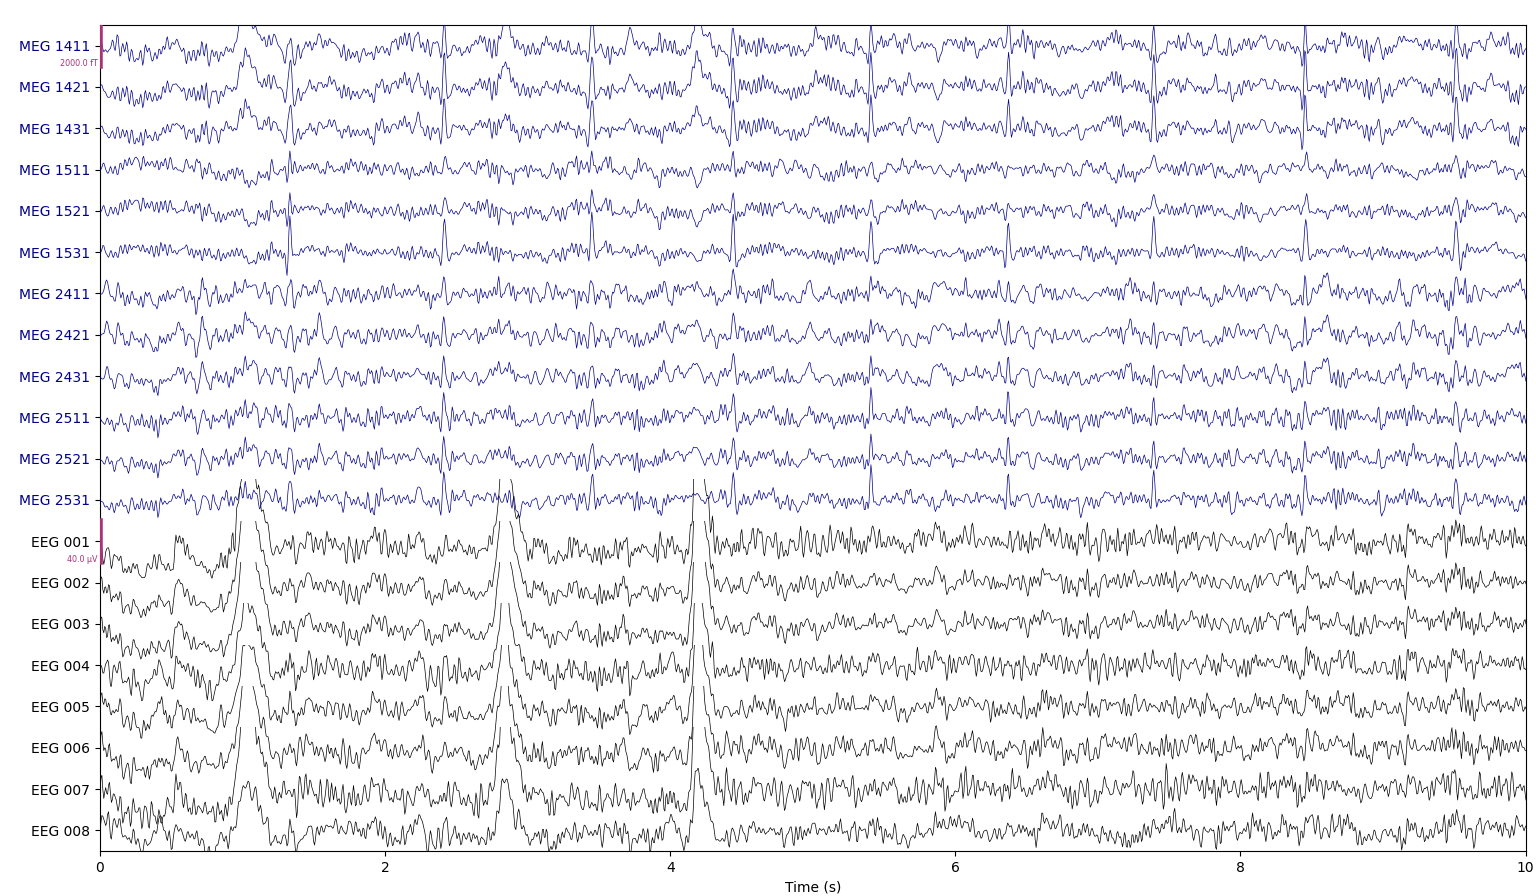 MEG 1411
2000.0 fT
MEG 1421
MEG 1431
MEG 1511
MEG 1521
MEG 1531
MEG 2411
MEG 2421
MEG 2431
MEG 2511
MEG 2521
MEG 2531
EEG 001
40.0 µV
EEG 002
EEG 003
EEG 004
EEG 005
EEG 006
EEG 007
EEG 008
0 2 4 6 8 10
Time (s)